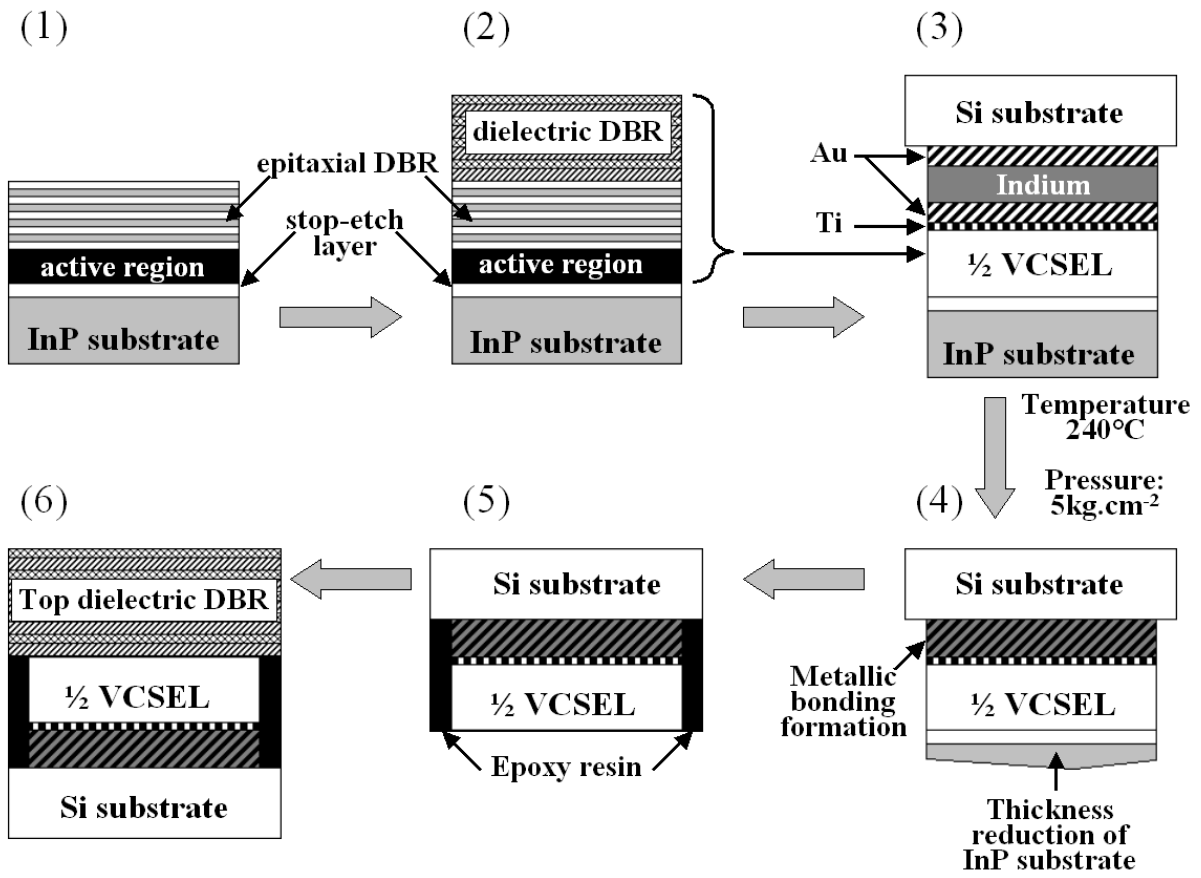 (1)
epitaxial DBR
stop-etch
layer
active region
InP substrate
(2)
dielectric DBR
active region
InP substrate
(3)
Si substrate
Au
Indium
Ti
½ VCSEL
InP substrate
Temperature
240°C
Pressure:
5kg.cm⁻²
(4)
Si substrate
Metallic
bonding
formation
½ VCSEL
Thickness
reduction of
InP substrate
(5)
Si substrate
½ VCSEL
Epoxy resin
(6)
Top dielectric DBR
½ VCSEL
Si substrate